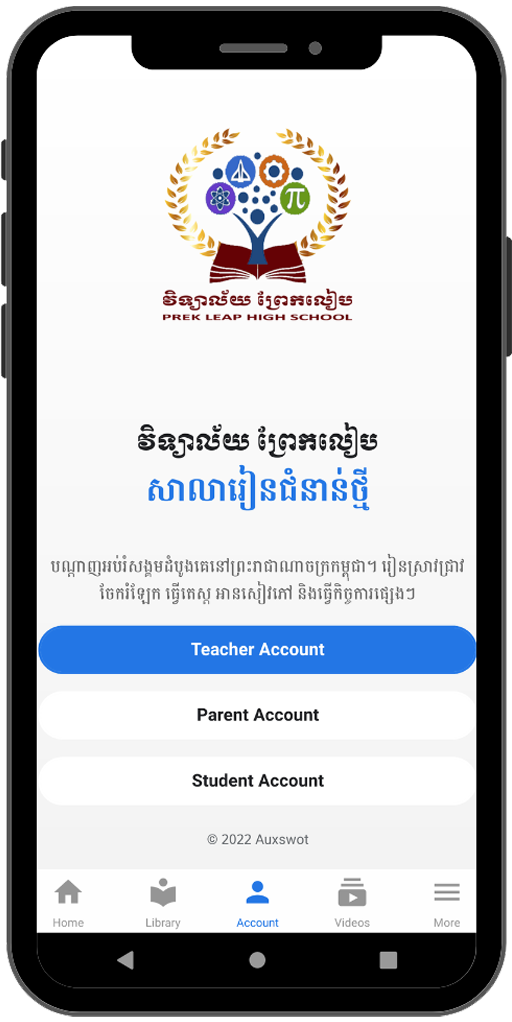 វិទ្យាល័យ ព្រែកលៀប
PREK LEAP HIGH SCHOOL
វិទ្យាល័យ ព្រែកលៀប
សាលារៀនជំនាន់ថ្មី
បណ្ដាញអប់រំសង្គមដំបូងគេនៅព្រះរាជាណាចក្រកម្ពុជា។ រៀនស្រាវជ្រាវ
ចែករំឡែក ធ្វើតេស្ត អានសៀវភៅ និងធ្វើកិច្ចការផ្សេងៗ
Teacher Account
Parent Account
Student Account
© 2022 Auxswot
Home Library Account Videos More